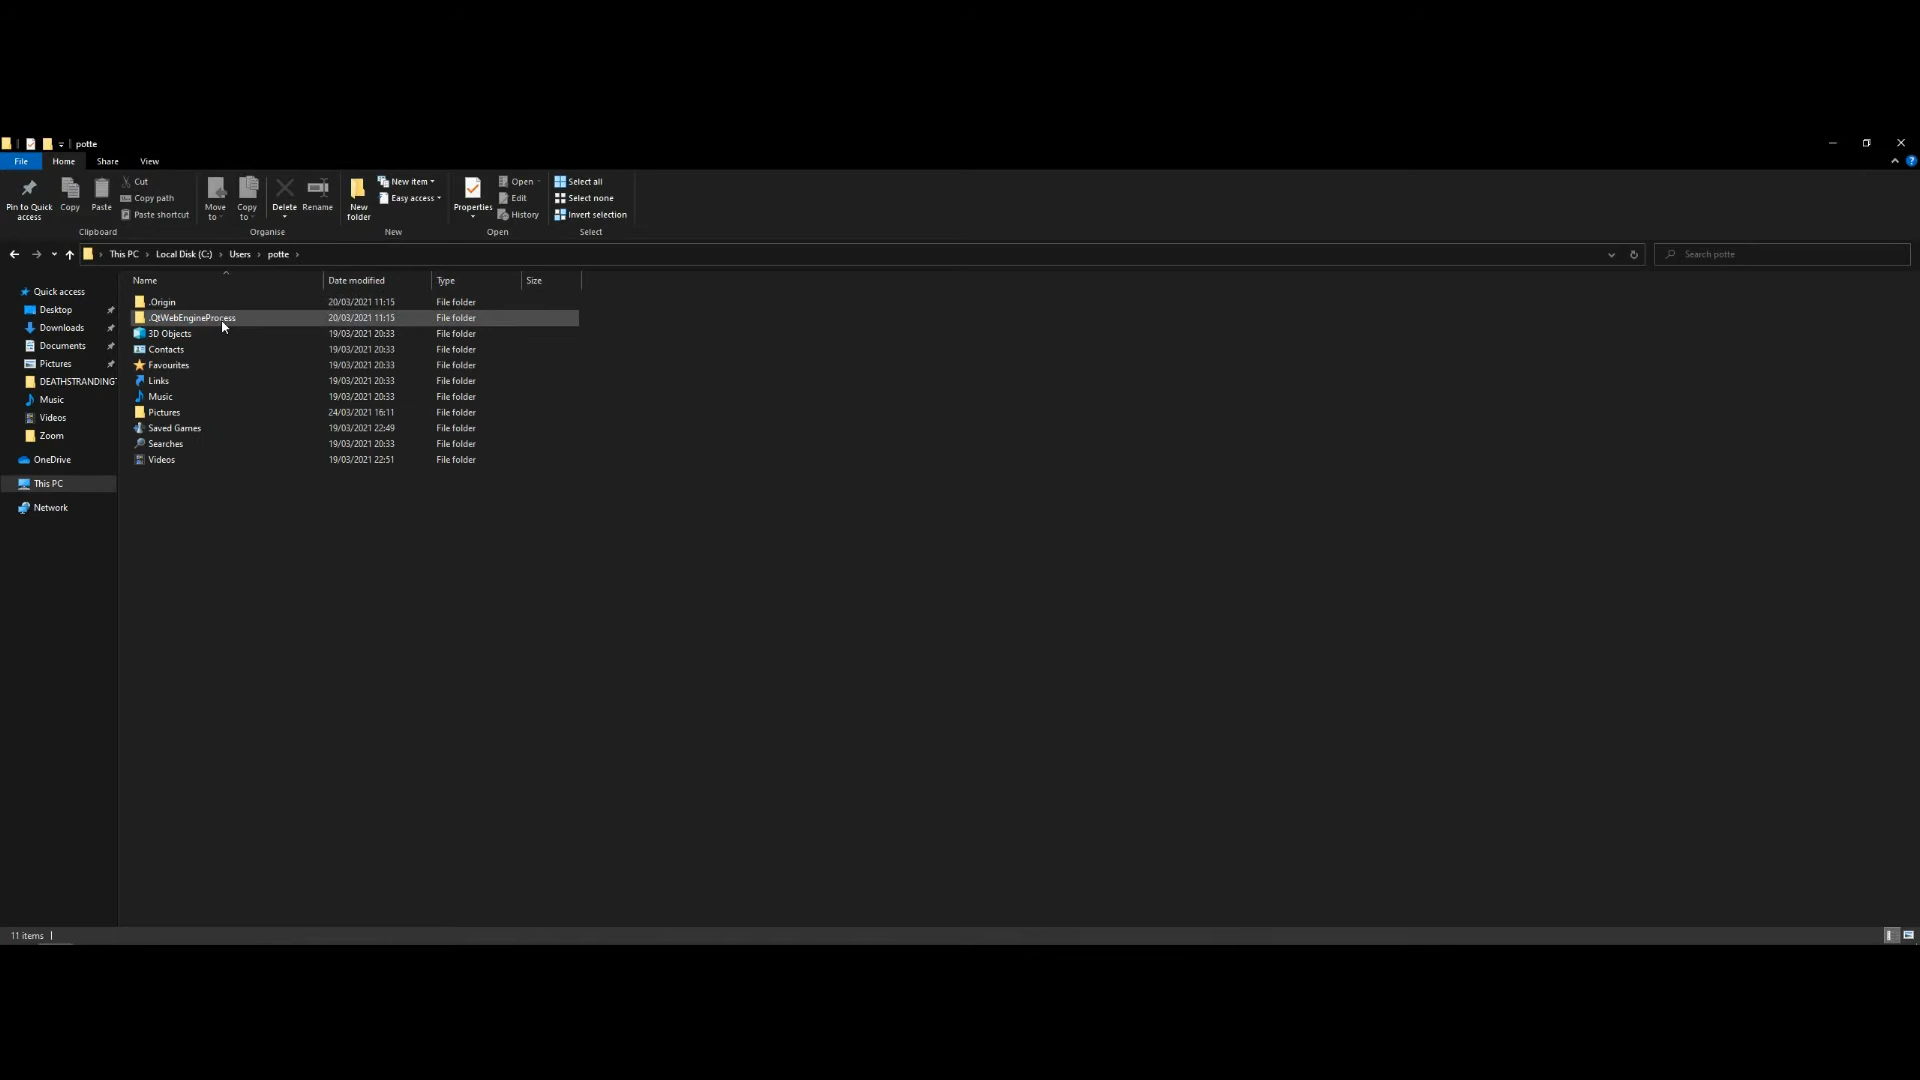 potte
File Home Share View
Pin to Quick access
Copy
Paste
Cut
Copy path
Paste shortcut
Move to
Copy to
Delete
Rename
New folder
New item
Easy access
Properties
Open
Edit
History
Select all
Select none
Invert selection
Clipboard Organise New Open Select
This PC Local Disk (C:) Users potte
Search potte
Name Date modified Type Size
Quick access
Desktop
Downloads
Documents
Pictures
DEATHSTRANDING
Music
Videos
Zoom
OneDrive
This PC
Network
.Origin 20/03/2021 11:15 File folder
.QtWebEngineProcess 20/03/2021 11:15 File folder
3D Objects 19/03/2021 20:33 File folder
Contacts 19/03/2021 20:33 File folder
Favourites 19/03/2021 20:33 File folder
Links 19/03/2021 20:33 File folder
Music 19/03/2021 20:33 File folder
Pictures 24/03/2021 16:11 File folder
Saved Games 19/03/2021 22:49 File folder
Searches 19/03/2021 20:33 File folder
Videos 19/03/2021 22:51 File folder
11 items